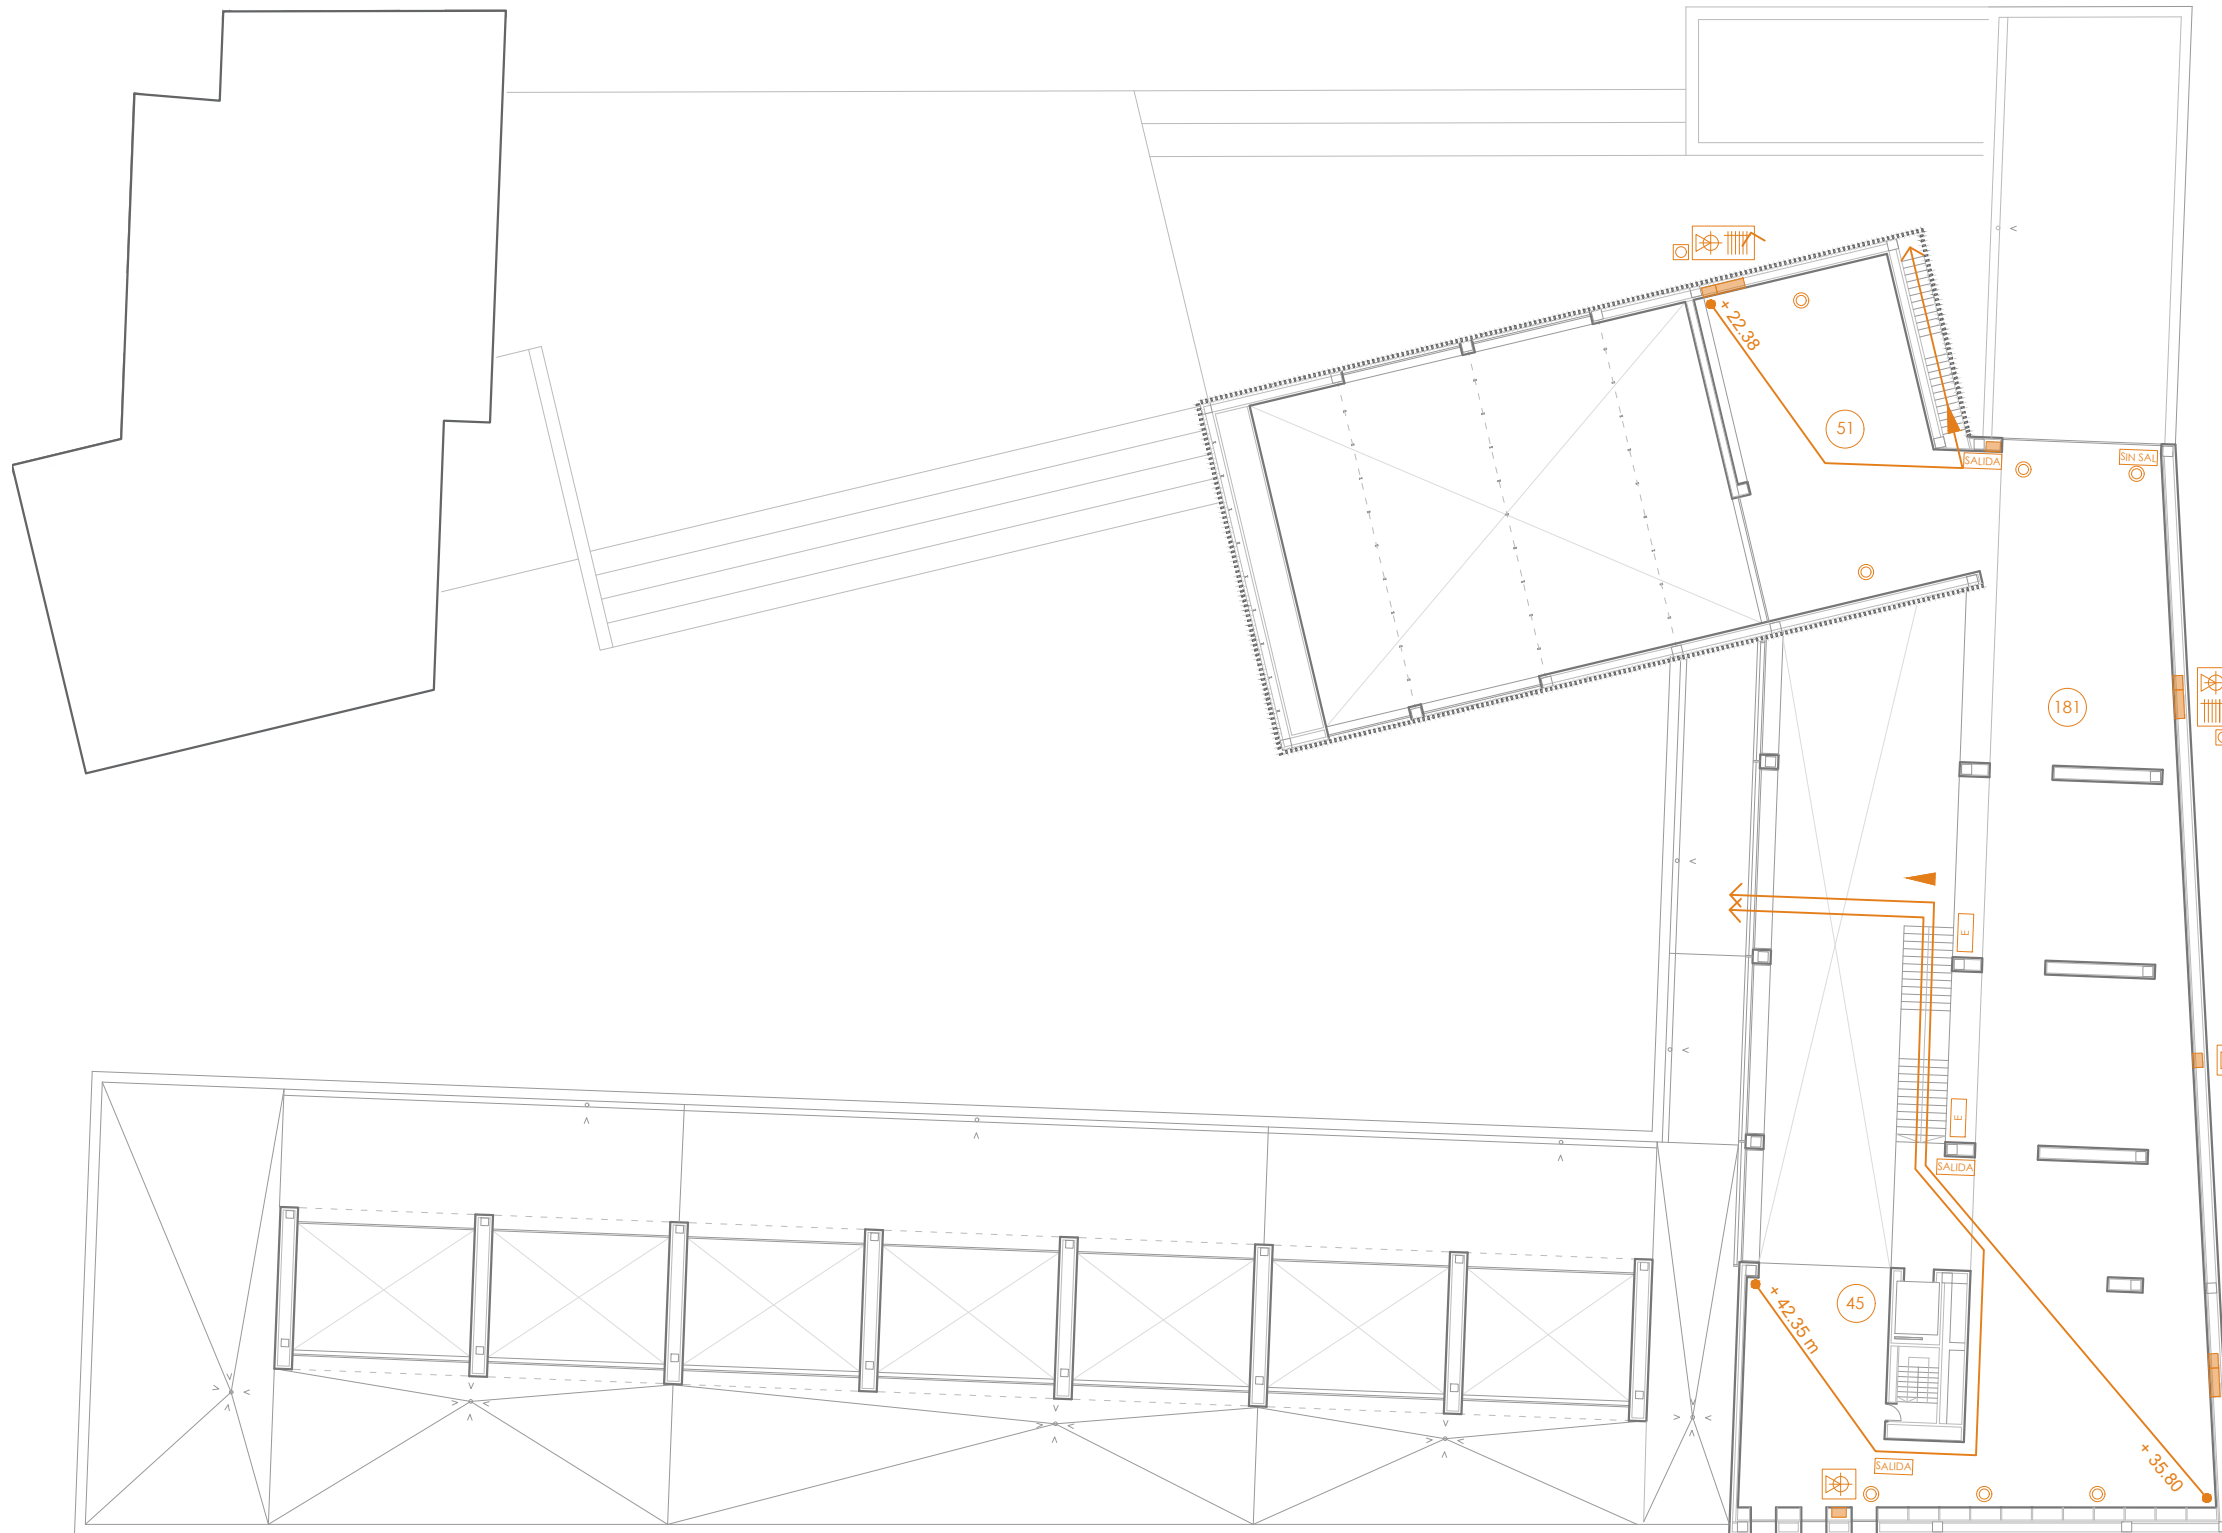 + 22.38
51
SALIDA
SIN SAL
181
E
E
SALIDA
+ 42.35 m
45
SALIDA
+ 35.80